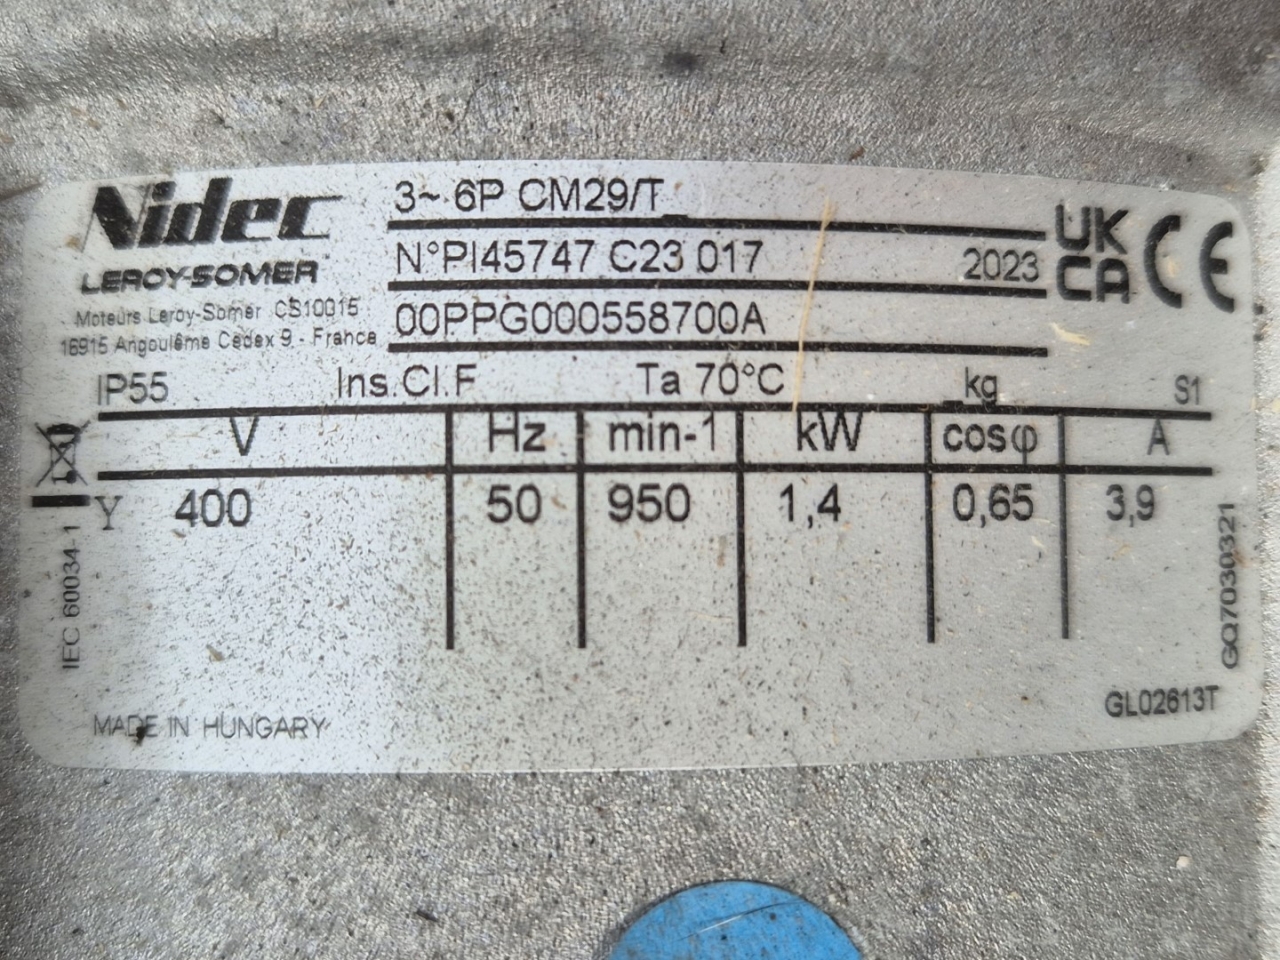 Nidec
LEROY-SOMER
Moteurs Leroy-Somer CS10015
16915 Angoulême Cedex 9 - France
3~ 6P CM29/T
N°PI45747 C23 017 2023
00PPG000558700A
UK
CA CE
IP55 Ins.Cl.F Ta 70°C kg S1
V Hz min-1 kW cosφ A
Y 400 50 950 1,4 0,65 3,9
IEC 60034-1
GQ7030321
MADE IN HUNGARY
GL02613T